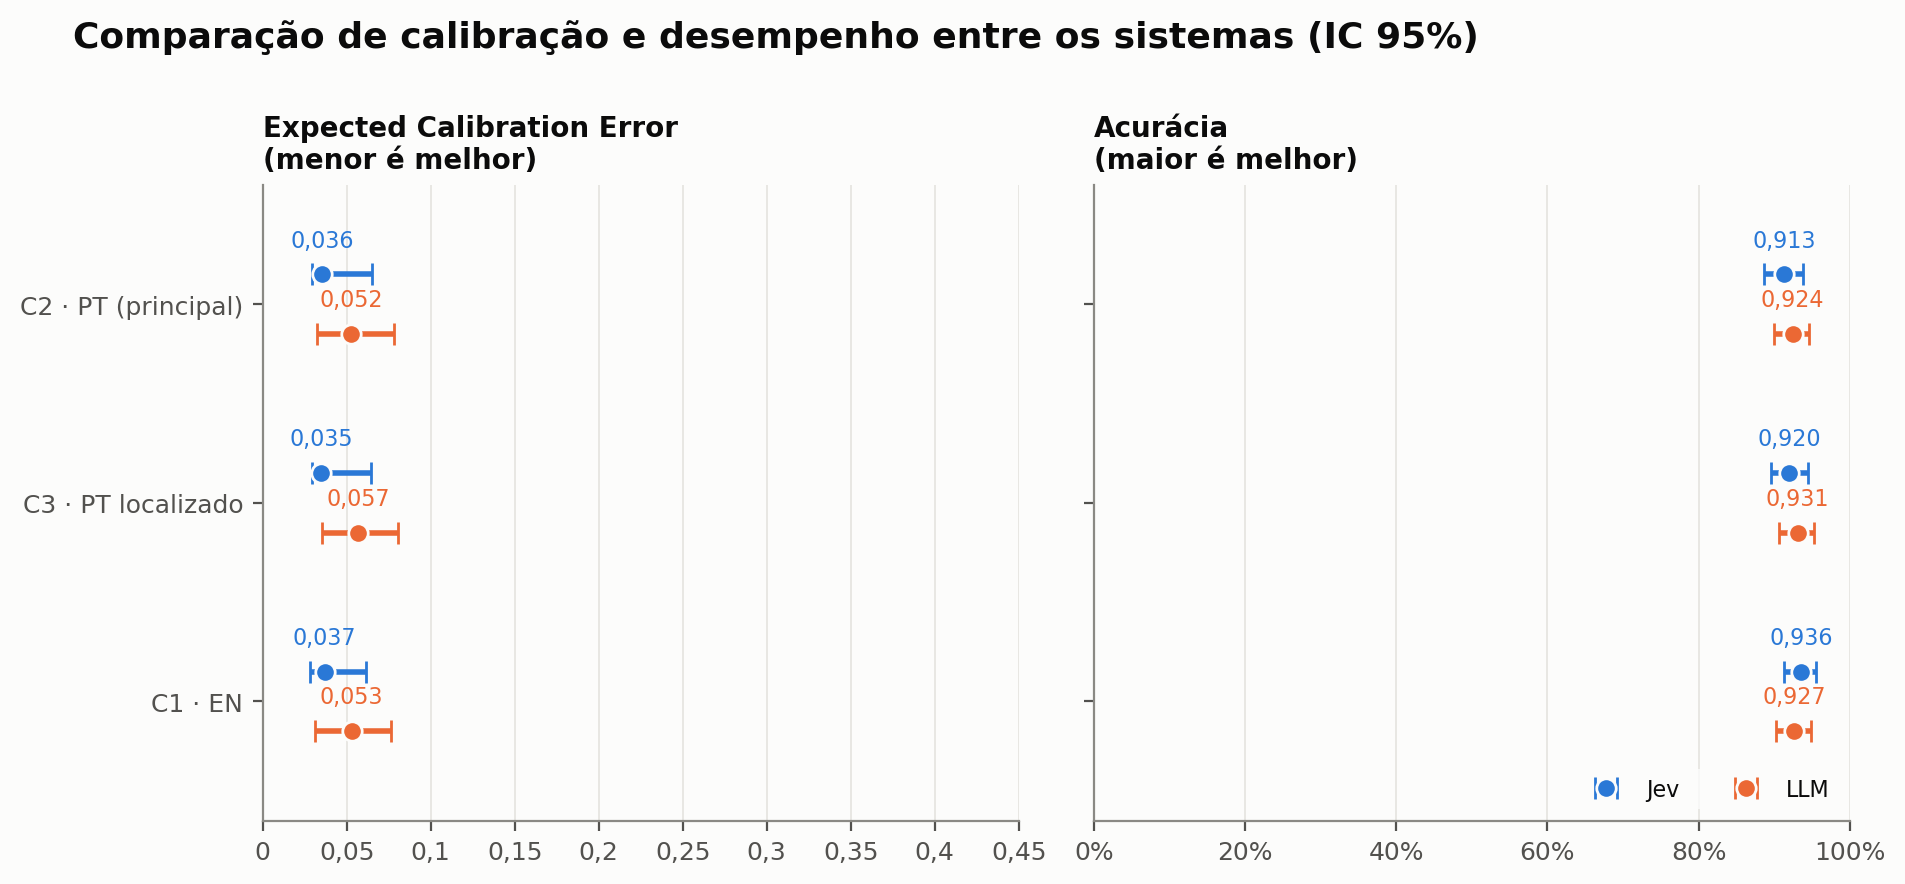 Comparação de calibração e desempenho entre os sistemas (IC 95%)
Expected Calibration Error
(menor é melhor)
Acurácia
(maior é melhor)
0,036
0,913
C2 · PT (principal)
0,052
0,924
0,035
0,920
C3 · PT localizado
0,057
0,931
0,037
0,936
C1 · EN
0,053
0,927
Jev
LLM
0 0,05 0,1 0,15 0,2 0,25 0,3 0,35 0,4 0,45
0% 20% 40% 60% 80% 100%